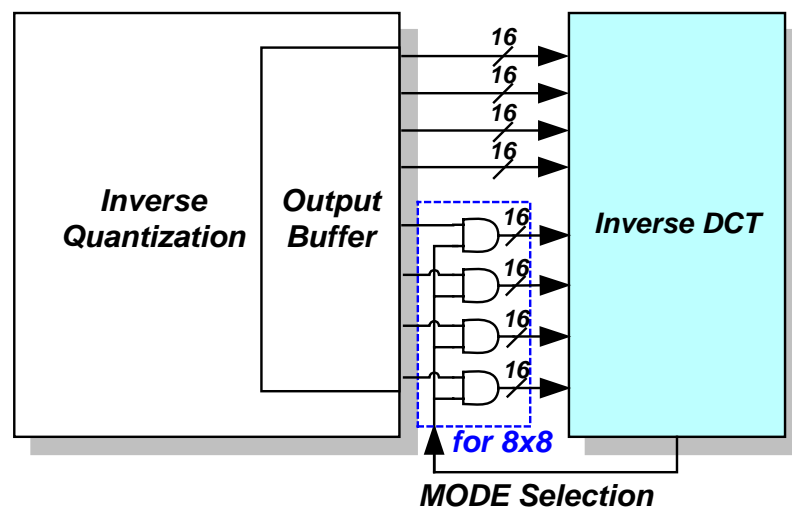 16
16
16
16
Inverse
Quantization
Output
Buffer
16
16
16
16
Inverse DCT
for 8x8
MODE Selection